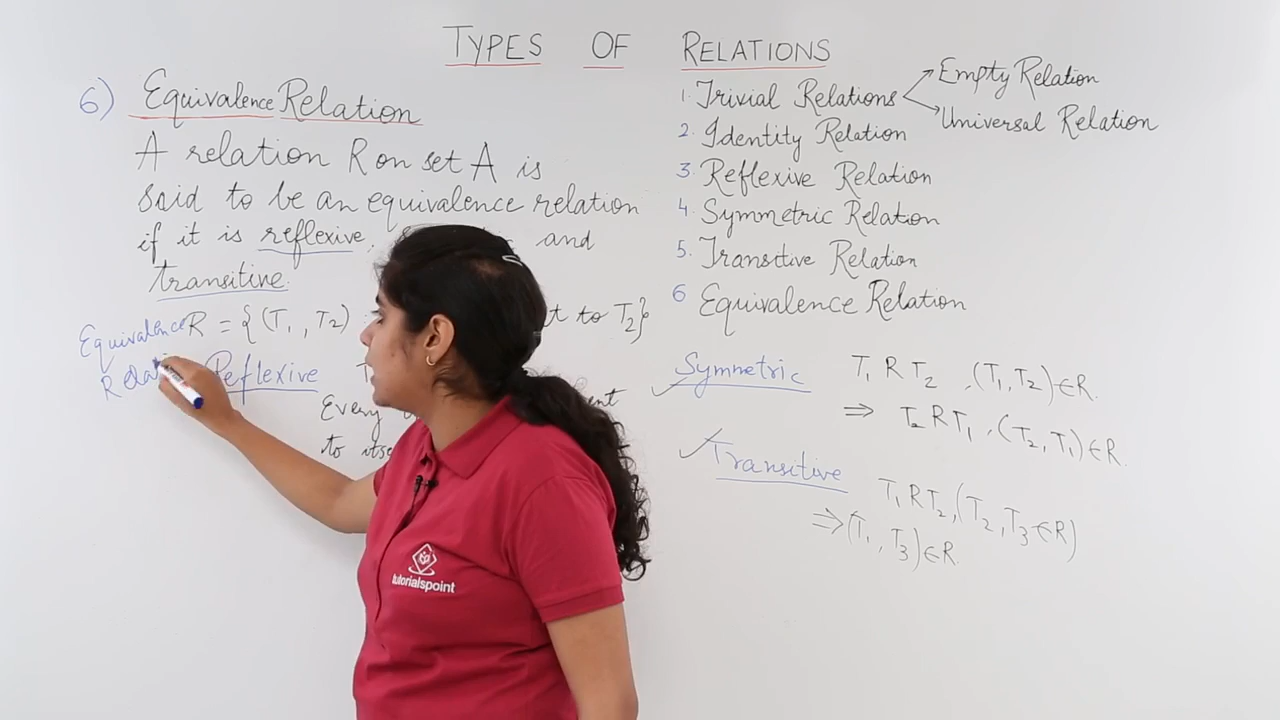 TYPES OF RELATIONS
6) Equivalence Relation
A relation R on set A is
said to be an equivalence relation
if it is reflexive, and
transitive.
Equivalence R = {(T₁, T₂) to T₂}
Reflexive
Every
to
1. Trivial Relations
Empty Relation
Universal Relation
2. Identity Relation
3. Reflexive Relation
4. Symmetric Relation
5. Transitive Relation
6 Equivalence Relation
Symmetric T₁ R T₂ , (T₁,T₂)∈R.
⇒ T₂ R T₁ , (T₂,T₁)∈R.
Transitive T₁ R T₂, (T₂,T₃∈R)
⇒ (T₁, T₃)∈R.
tutorialspoint